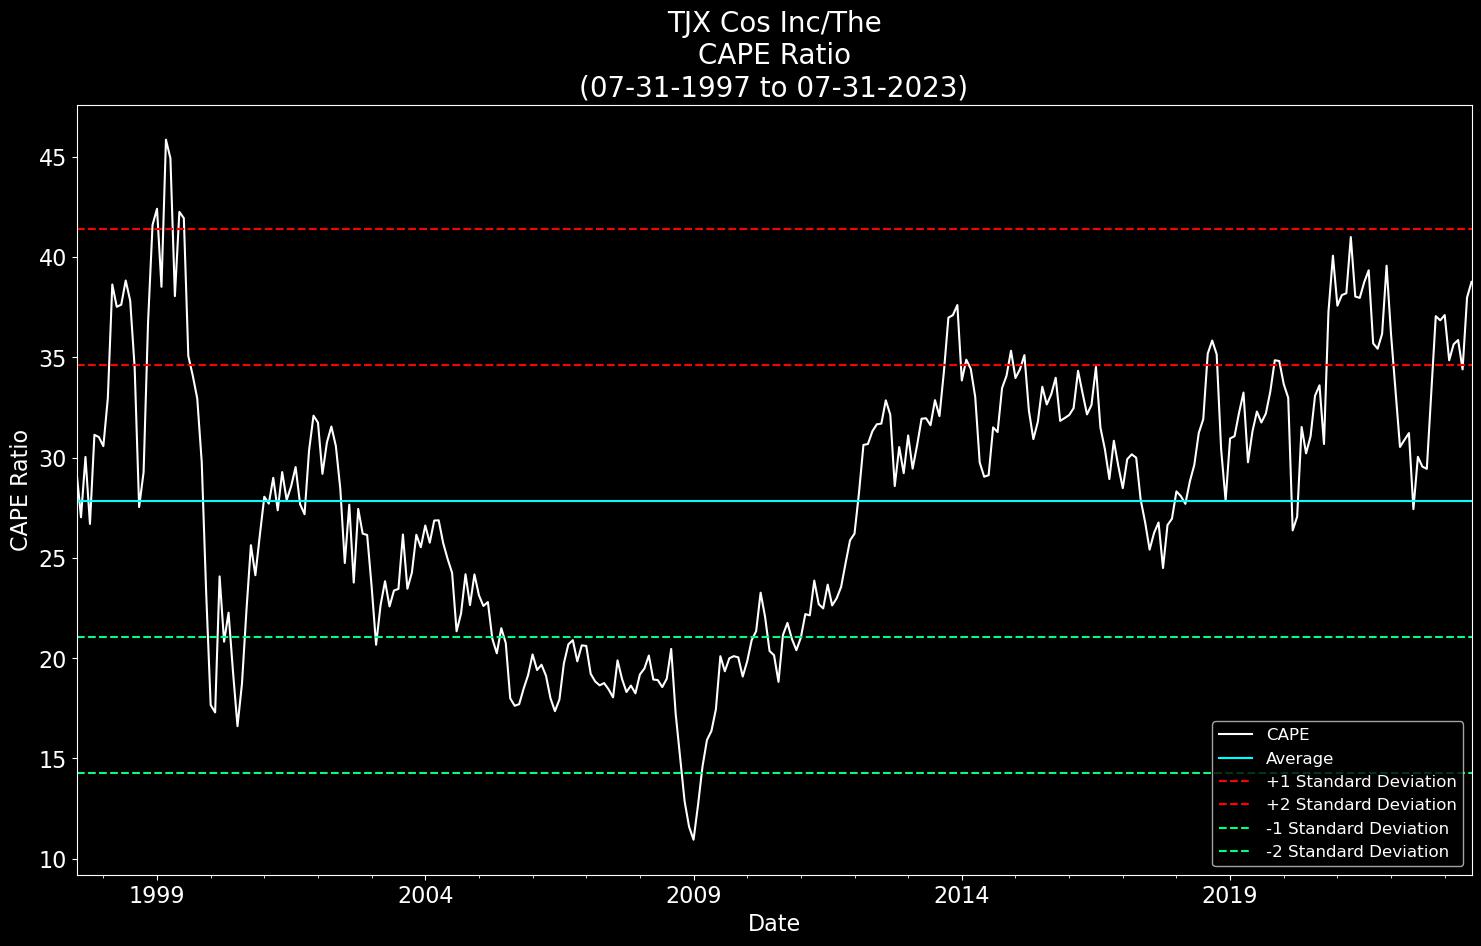 TJX Cos Inc/The
CAPE Ratio
(07-31-1997 to 07-31-2023)
CAPE Ratio
45
40
35
30
25
20
15
10
CAPE
Average
+1 Standard Deviation
+2 Standard Deviation
-1 Standard Deviation
-2 Standard Deviation
1999 2004 2009 2014 2019
Date